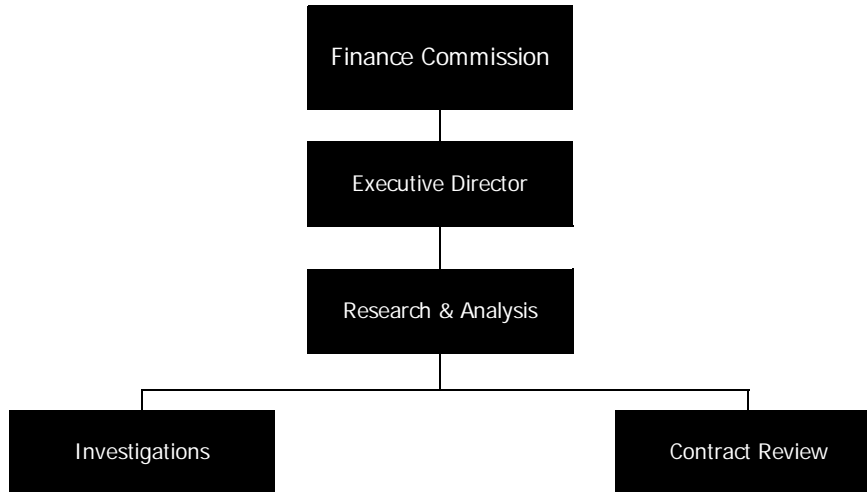 Finance Commission
Executive Director
Research & Analysis
Investigations
Contract Review